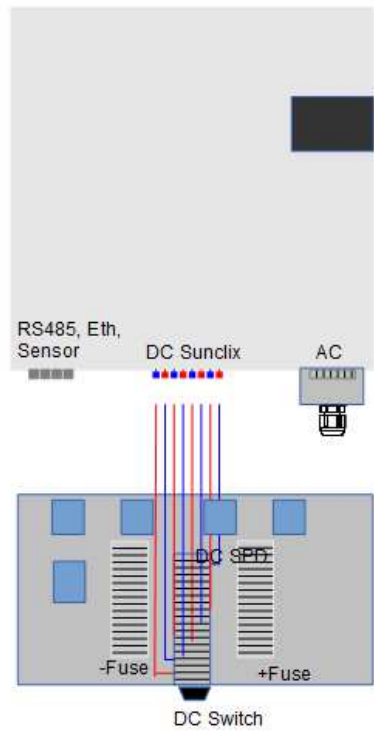 RS485, Eth,
Sensor
DC Sunclix
AC
DC SPD
-Fuse
+Fuse
DC Switch